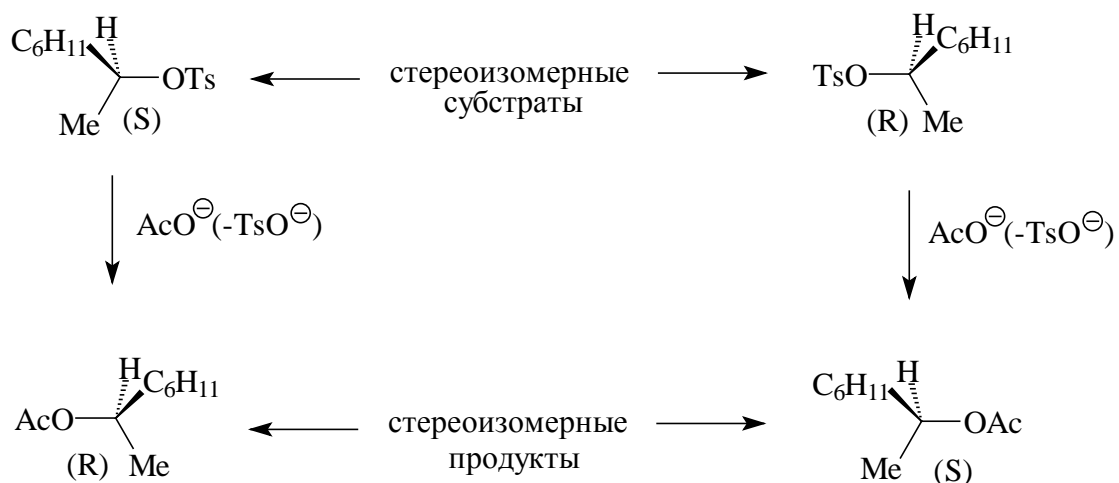 C₆H₁₁ H OTs Me (S)
стереоизомерные
субстраты
H C₆H₁₁ TsO (R) Me
AcO⊖(-TsO⊖)
AcO⊖(-TsO⊖)
H C₆H₁₁ AcO (R) Me
стереоизомерные
продукты
C₆H₁₁ H OAc Me (S)